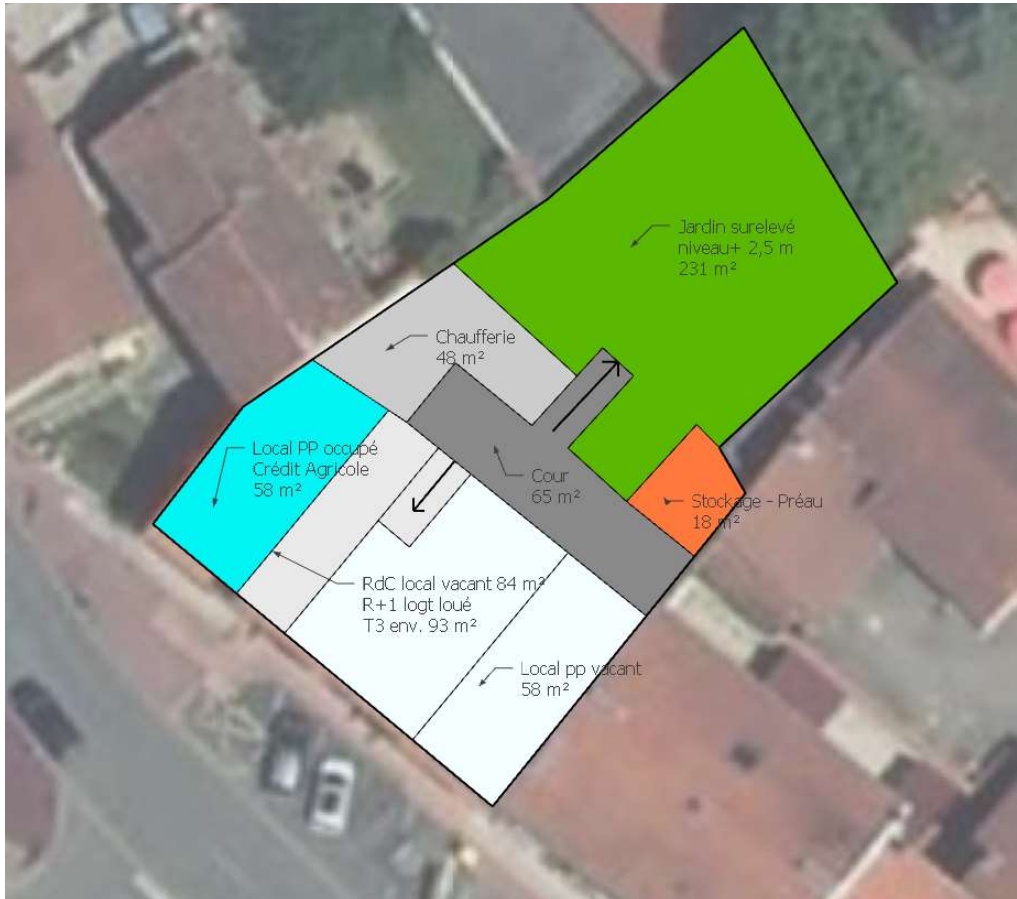 Jardin surelevé
niveau+ 2,5 m
231 m²
Chaufferie
48 m²
Local PP occupé
Crédit Agricole
58 m²
Cour
65 m²
Stockage - Préau
18 m²
RdC local vacant 84 m²
R+1 logt loué
T3 env. 93 m²
Local pp vacant
58 m²